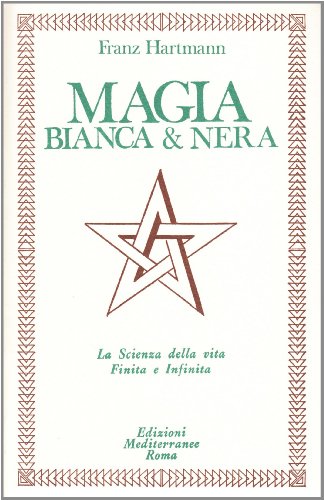 Franz Hartmann
MAGIA
BIANCA & NERA
La Scienza della vita
Finita e Infinita
Edizioni
Mediterranee
Roma